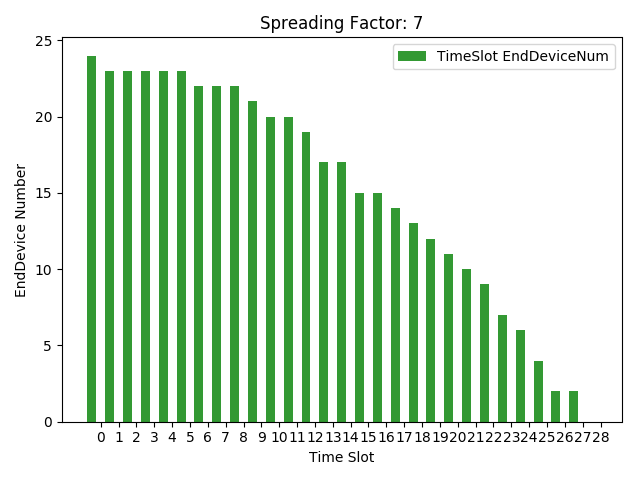 Spreading Factor: 7
TimeSlot EndDeviceNum
EndDevice Number
25
20
15
10
5
0
0 1 2 3 4 5 6 7 8 9 10 11 12 13 14 15 16 17 18 19 20 21 22 23 24 25 26 27 28
Time Slot